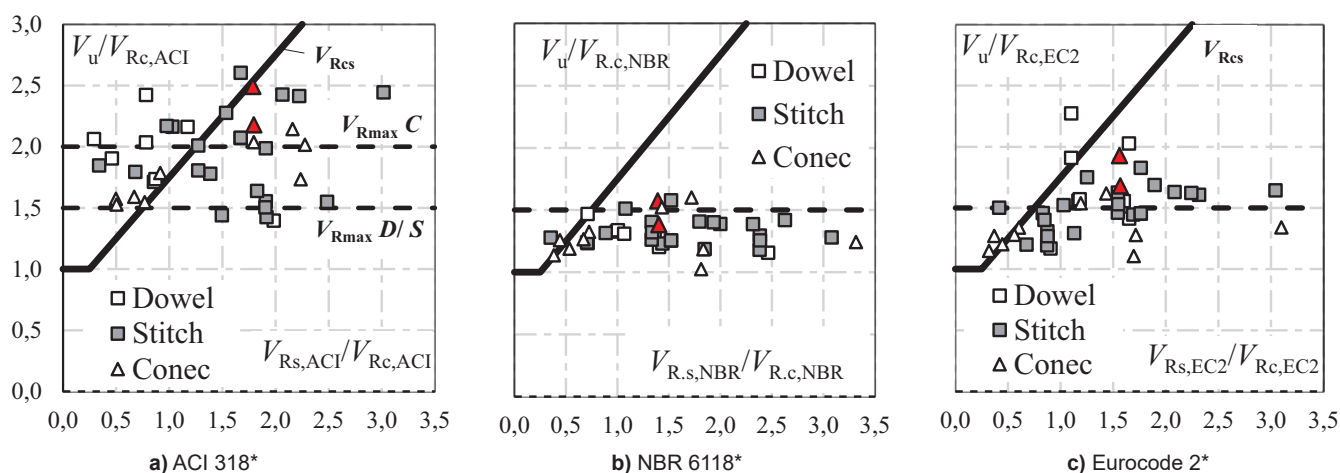 3,0
2,5
2,0
1,5
1,0
0,5
0,0
V_u/V_Rc,ACI
V_Rcs
V_Rmax C
V_Rmax D/S
Dowel
Stitch
Conec
V_Rs,ACI/V_Rc,ACI
0,0 0,5 1,0 1,5 2,0 2,5 3,0 3,5
a) ACI 318*
V_u/V_R.c,NBR
Dowel
Stitch
Conec
V_R.s,NBR/V_R.c,NBR
0,0 0,5 1,0 1,5 2,0 2,5 3,0 3,5
b) NBR 6118*
V_u/V_Rc,EC2
V_Rcs
Dowel
Stitch
Conec
V_Rs,EC2/V_Rc,EC2
0,0 0,5 1,0 1,5 2,0 2,5 3,0 3,5
c) Eurocode 2*